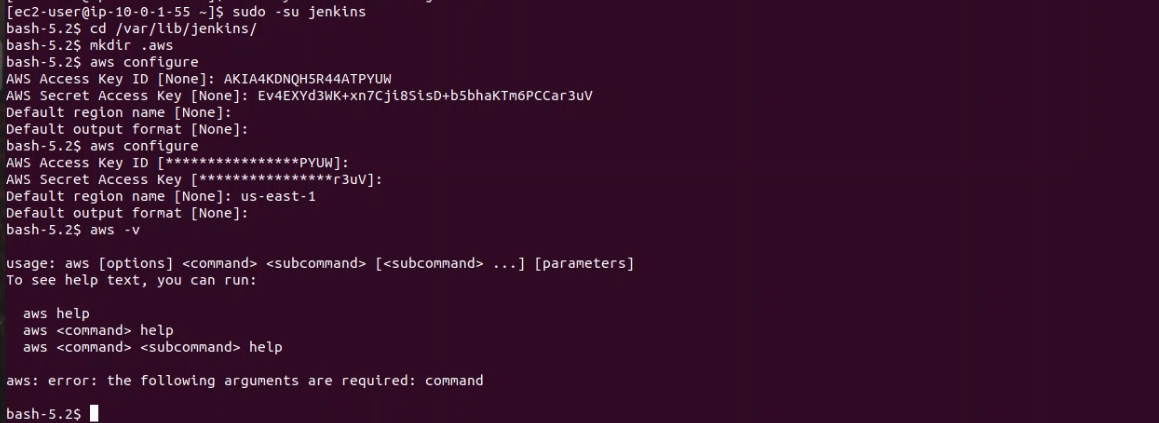 [ec2-user@ip-10-0-1-55 ~]$ sudo -su jenkins
bash-5.2$ cd /var/lib/jenkins/
bash-5.2$ mkdir .aws
bash-5.2$ aws configure
AWS Access Key ID [None]: AKIA4KDNQH5R44ATPYUW
AWS Secret Access Key [None]: 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
Default region name [None]:
Default output format [None]:
bash-5.2$ aws configure
AWS Access Key ID [****************PYUW]:
AWS Secret Access Key [****************r3uV]:
Default region name [None]: us-east-1
Default output format [None]:
bash-5.2$ aws -v
usage: aws [options] <command> <subcommand> [<subcommand> ...] [parameters]
To see help text, you can run:
aws help
aws <command> help
aws <command> <subcommand> help
aws: error: the following arguments are required: command
bash-5.2$